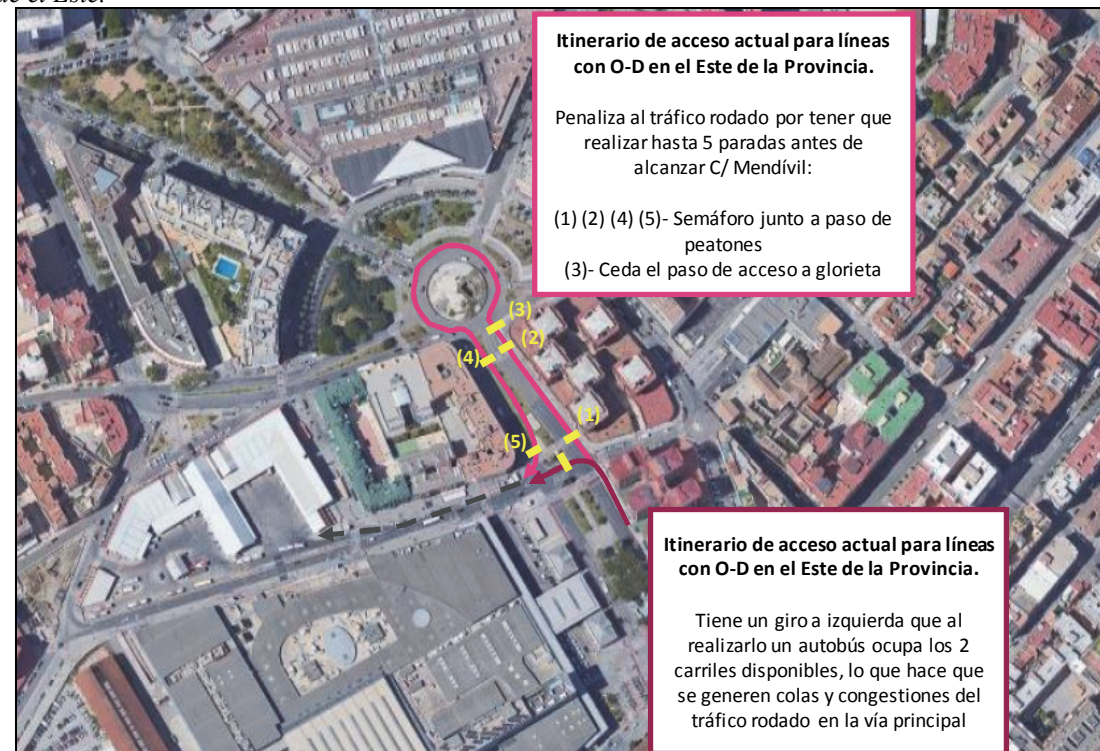 de el Este.
Itinerario de acceso actual para líneas
con O-D en el Este de la Provincia.
Penaliza al tráfico rodado por tener que
realizar hasta 5 paradas antes de
alcanzar C/ Mendívil:
(1) (2) (4) (5)- Semáforo junto a paso de
peatones
(3)- Ceda el paso de acceso a glorieta
(3)
(2)
(4)
(1)
(5)
Itinerario de acceso actual para líneas
con O-D en el Este de la Provincia.
Tiene un giro a izquierda que al
realizarlo un autobús ocupa los 2
carriles disponibles, lo que hace que
se generen colas y congestiones del
tráfico rodado en la vía principal